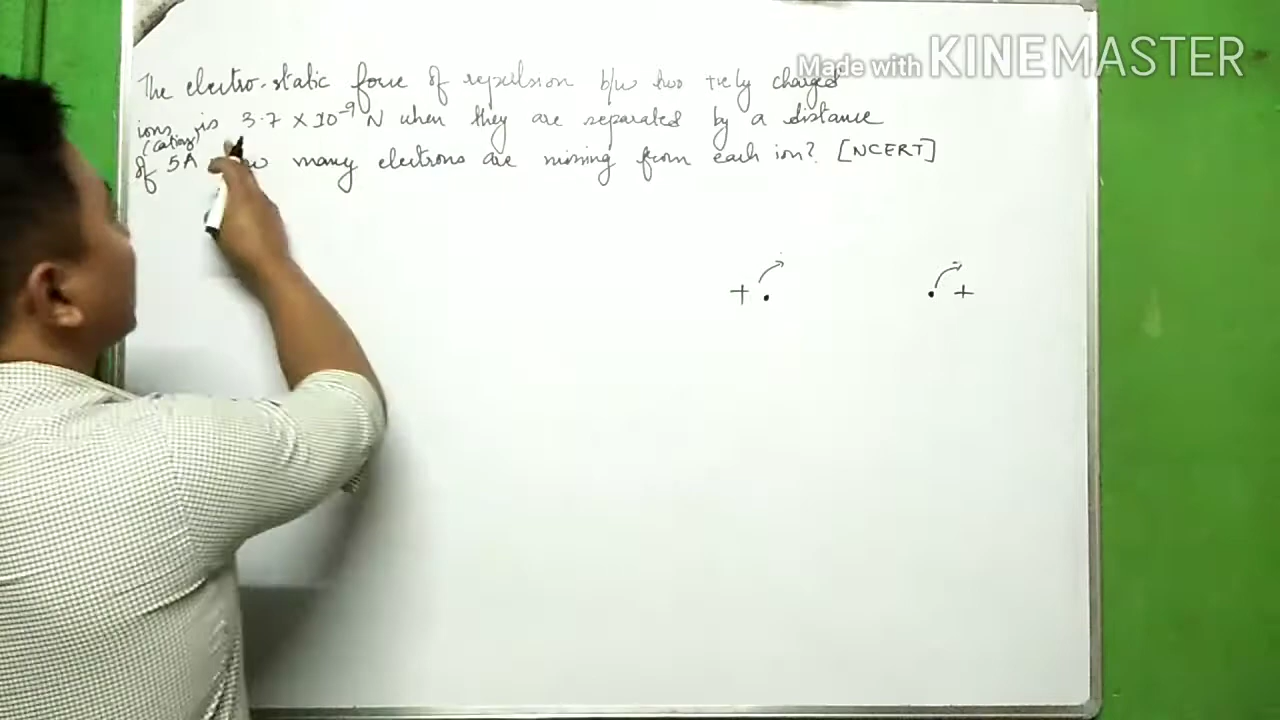 Made with KINEMASTER
The electro-static force of repulsion b/w two +vely charged
ions is 3.7 × 10⁻⁹ N when they are separated by a distance
(cations)
of 5A many electrons are missing from each ion? [NCERT]
+ +